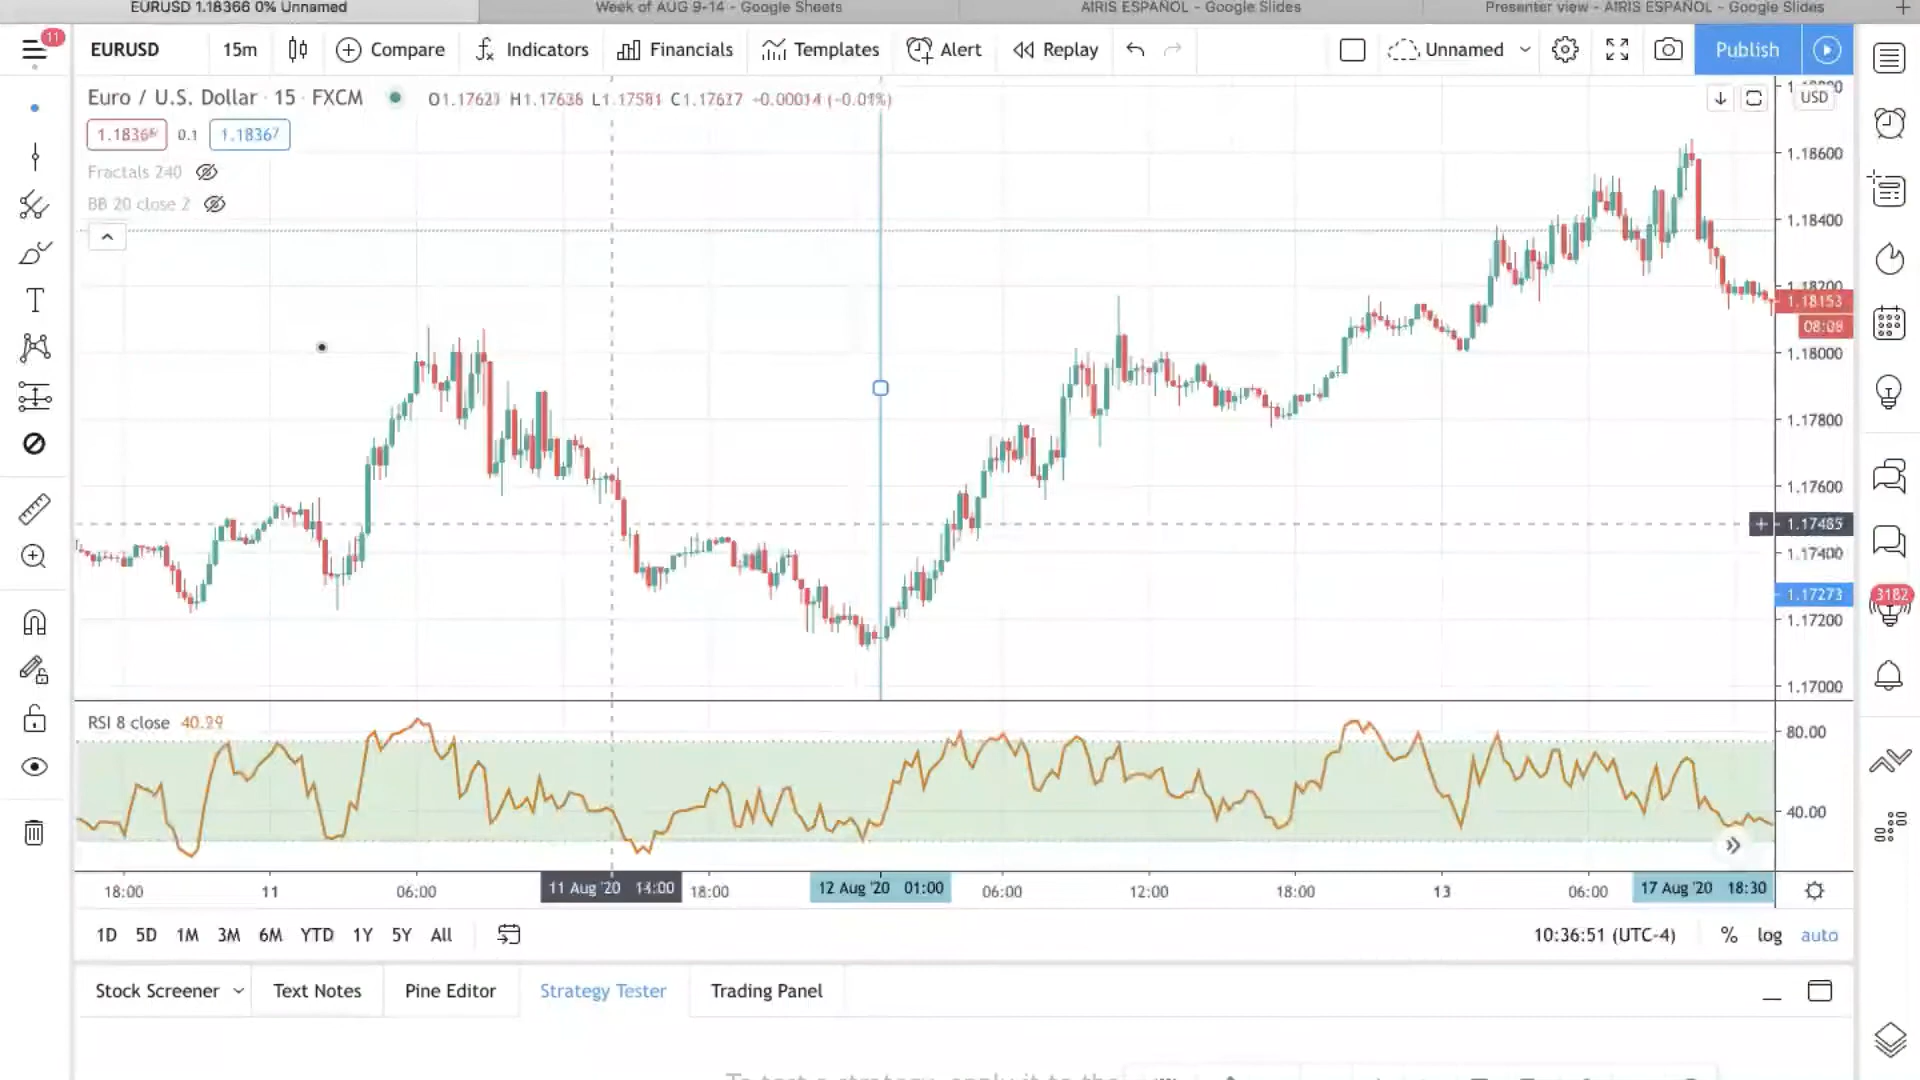 EURUSD 1.18366 0% Unnamed
Week of AUG 9-14 - Google Sheets
AIRIS ESPAÑOL - Google Slides
Presenter view - AIRIS ESPAÑOL - Google Slides
11
EURUSD
15m
Compare
Indicators
Financials
Templates
Alert
Replay
Unnamed
Publish
Euro / U.S. Dollar · 15 · FXCM
USD
0.1
1.18367
Fractals 240
BB 20 close 2
1.18600
1.18400
1.18200
1.18153
08:08
1.18000
1.17800
1.17600
1.17485
1.17400
1.17273
3182
1.17200
1.17000
RSI 8 close
80.00
40.00
18:00
11
06:00
11 Aug '20
18:00
12 Aug '20 01:00
06:00
12:00
18:00
13
06:00
17 Aug '20 18:30
1D 5D 1M 3M 6M YTD 1Y 5Y All
10:36:51 (UTC-4)
% log auto
Stock Screener
Text Notes
Pine Editor
Strategy Tester
Trading Panel